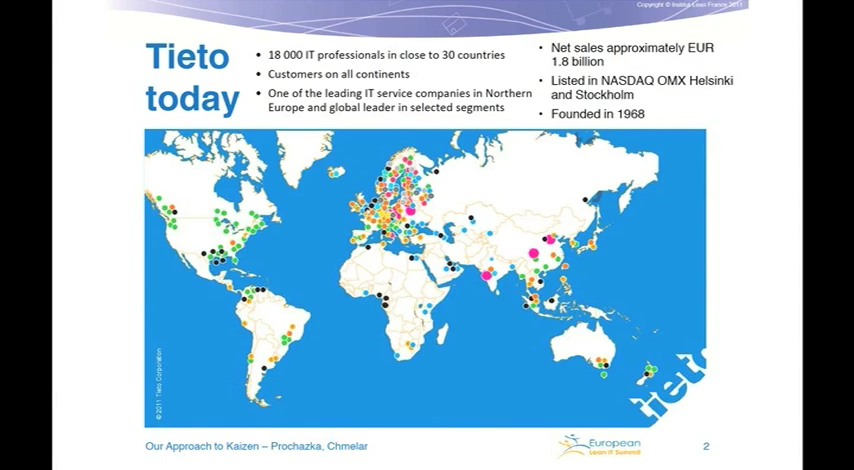 Copyright © Institut Lean France 2011
Tieto
today
• 18 000 IT professionals in close to 30 countries
• Customers on all continents
• One of the leading IT service companies in Northern
Europe and global leader in selected segments
• Net sales approximately EUR
1.8 billion
• Listed in NASDAQ OMX Helsinki
and Stockholm
• Founded in 1968
© 2011 Tieto Corporation
tieto
Our Approach to Kaizen – Prochazka, Chmelar
European
Lean IT Summit
2